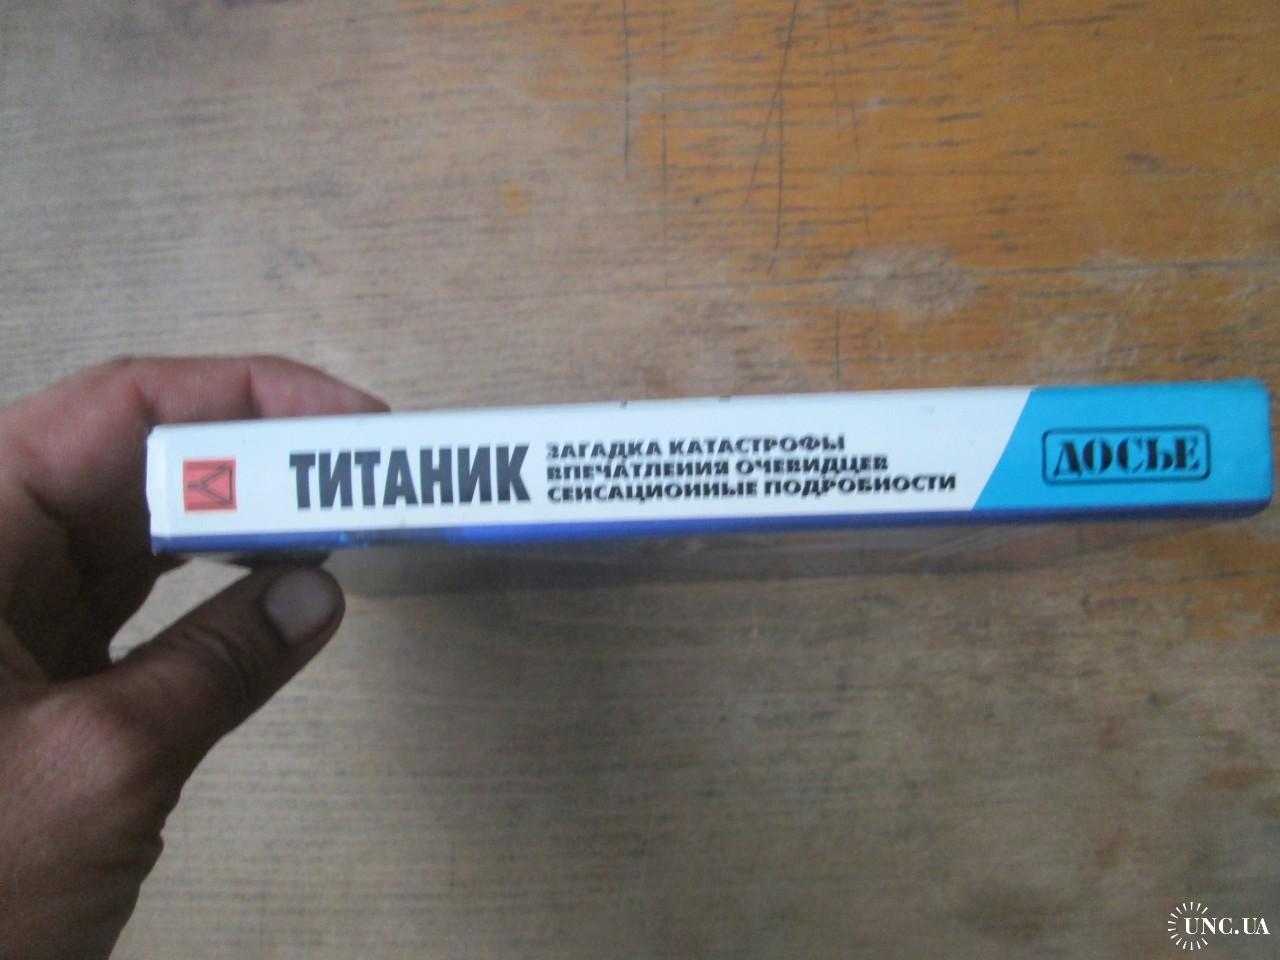 ТИТАНИК
ЗАГАДКА КАТАСТРОФЫ
ВПЕЧАТЛЕНИЯ ОЧЕВИДЦЕВ
СЕНСАЦИОННЫЕ ПОДРОБНОСТИ
ДОСЬЕ
UNC.UA